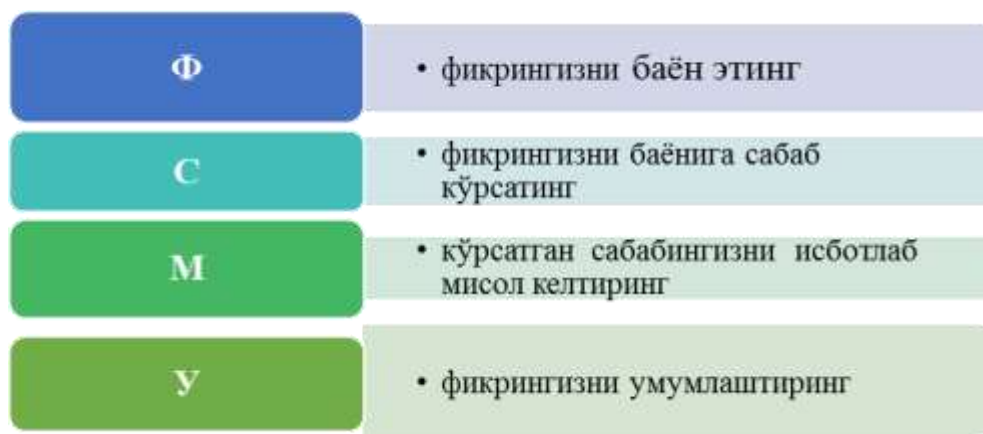 Ф
• фикрингизни баён этинг
С
• фикрингизни баёнига сабаб
кўрсатинг
М
• кўрсатган сабабингизни исботлаб
мисол келтиринг
У
• фикрингизни умумлаштиринг